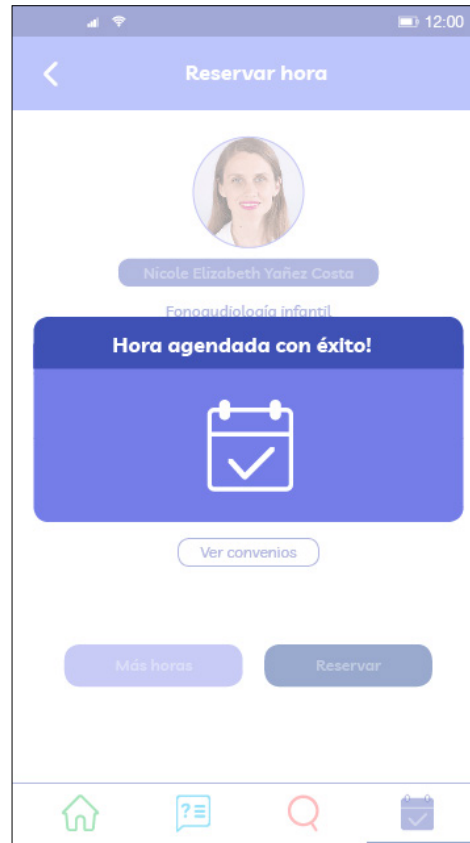 12:00
Reservar hora
Nicole Elizabeth Yañez Costa
Fonoaudiología infantil
Hora agendada con éxito!
Ver convenios
Más horas
Reservar
?